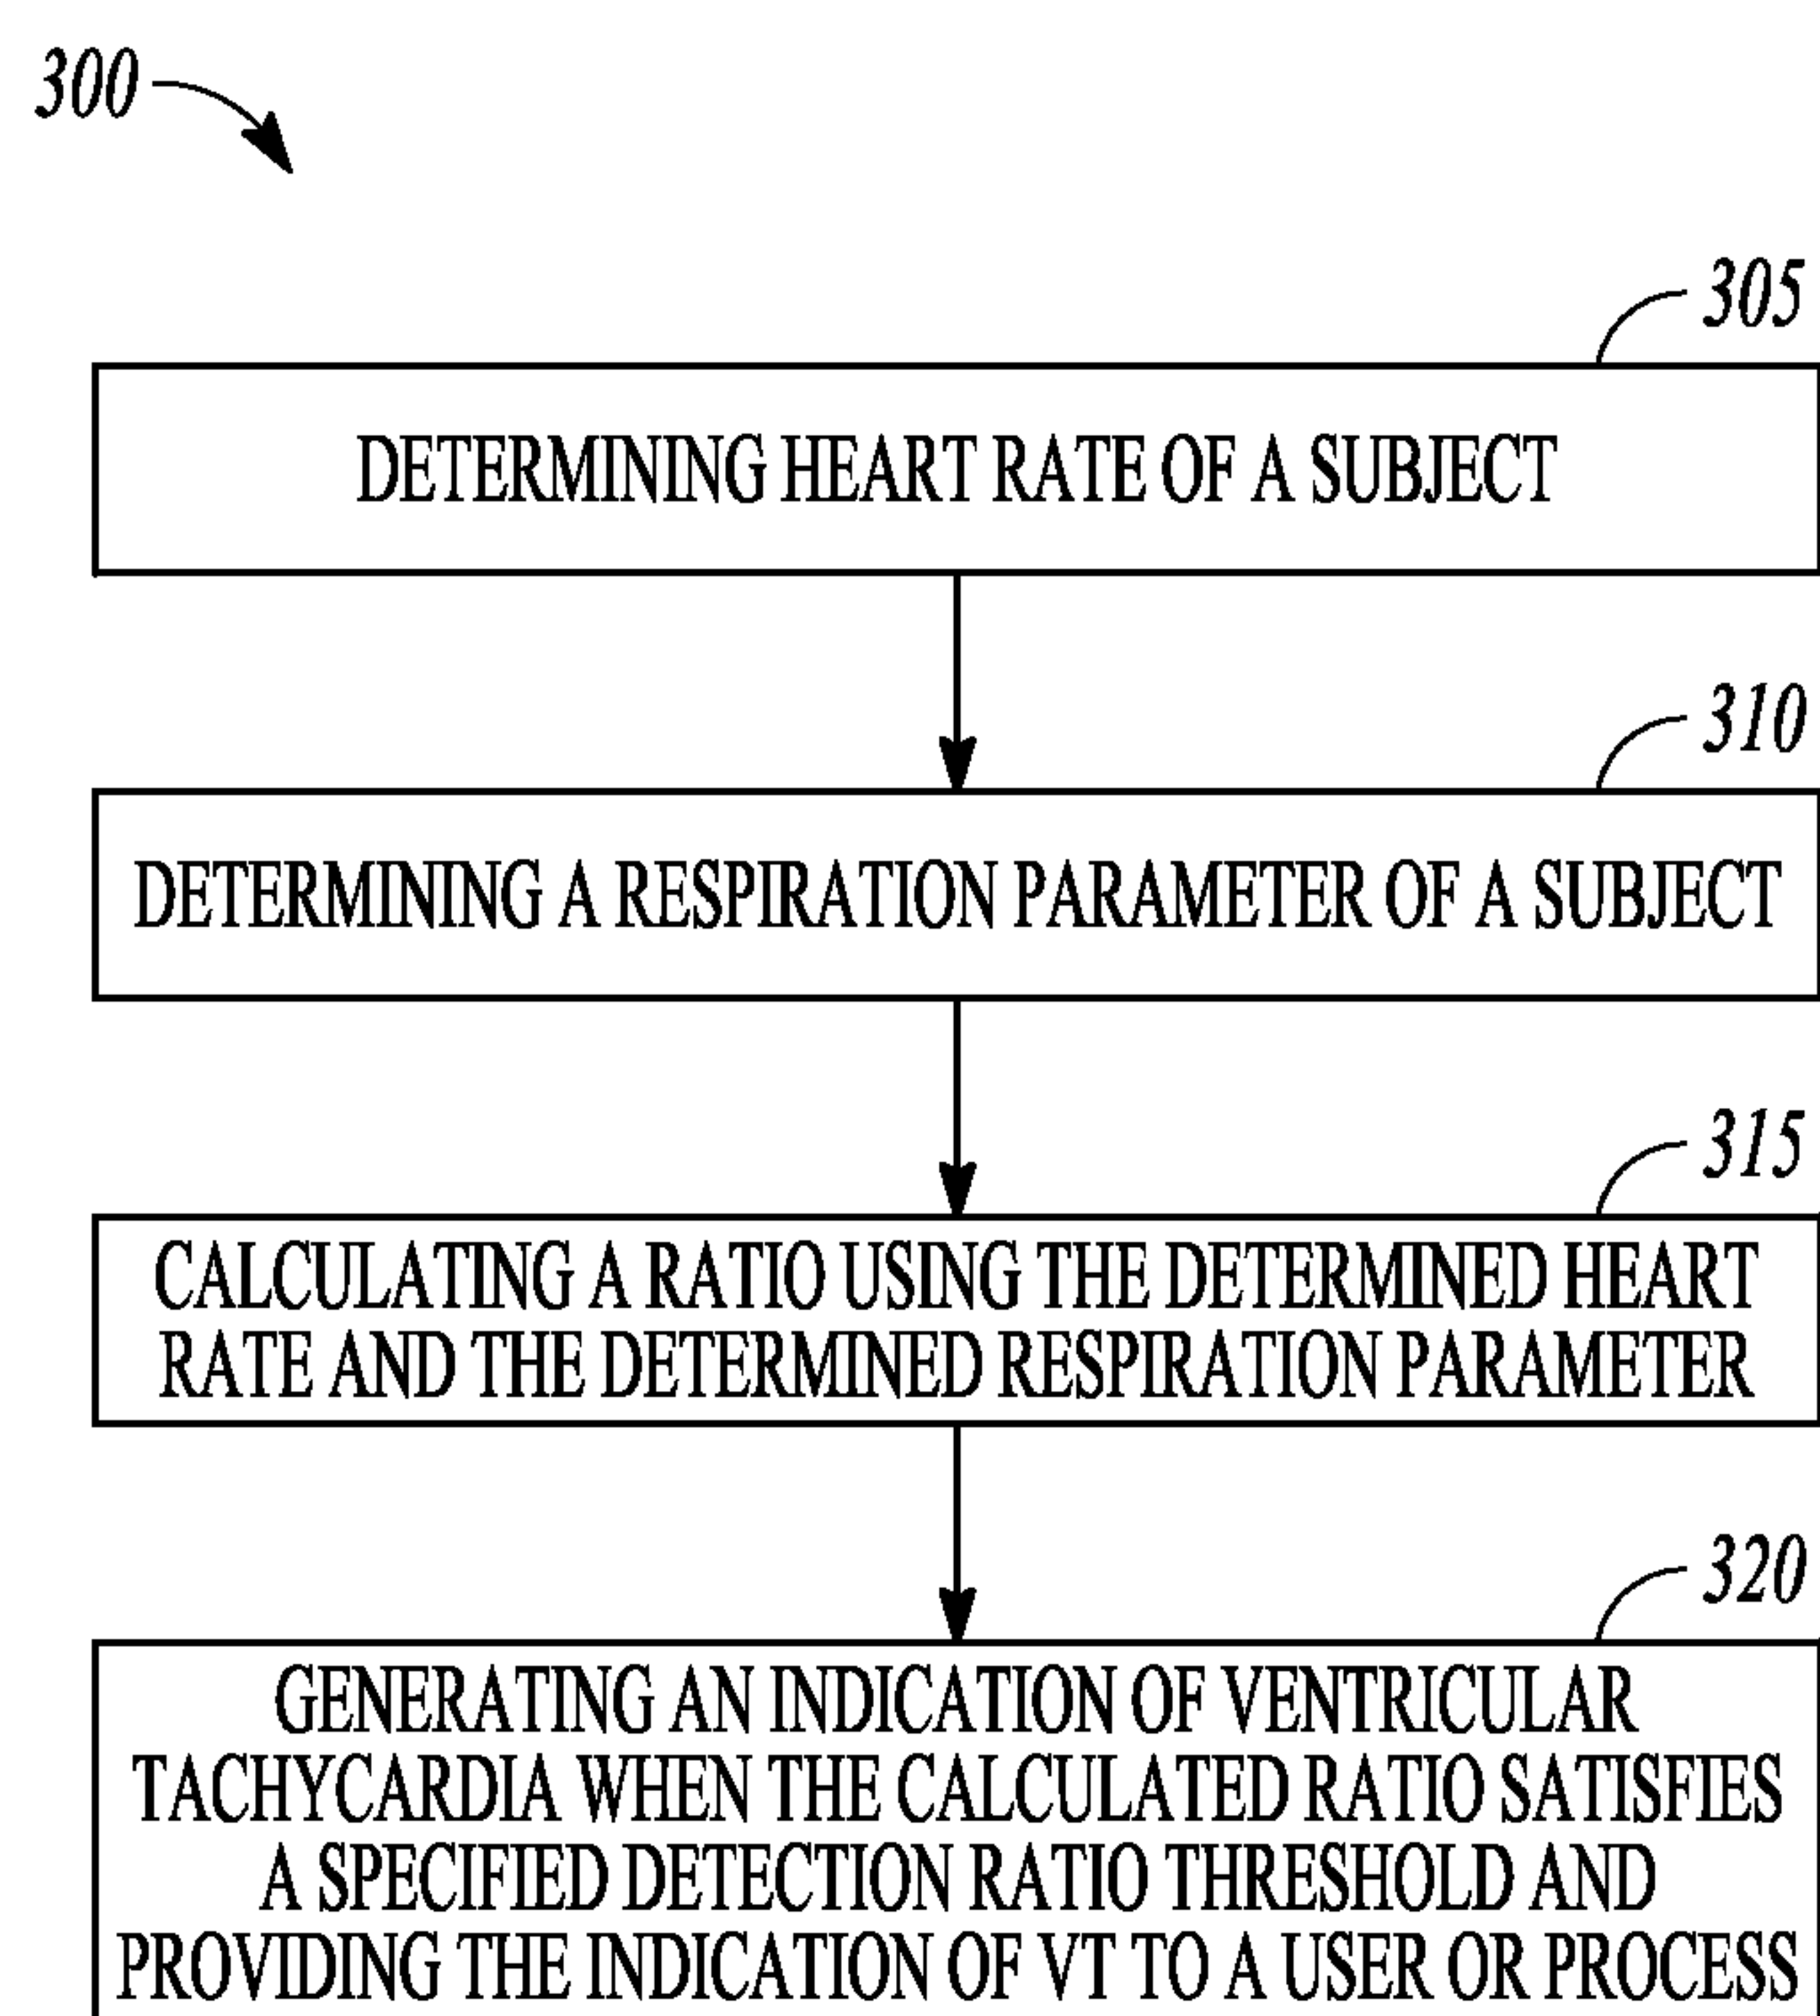 300
305
DETERMINING HEART RATE OF A SUBJECT
310
DETERMINING A RESPIRATION PARAMETER OF A SUBJECT
315
CALCULATING A RATIO USING THE DETERMINED HEART
RATE AND THE DETERMINED RESPIRATION PARAMETER
320
GENERATING AN INDICATION OF VENTRICULAR
TACHYCARDIA WHEN THE CALCULATED RATIO SATISFIES
A SPECIFIED DETECTION RATIO THRESHOLD AND
PROVIDING THE INDICATION OF VT TO A USER OR PROCESS